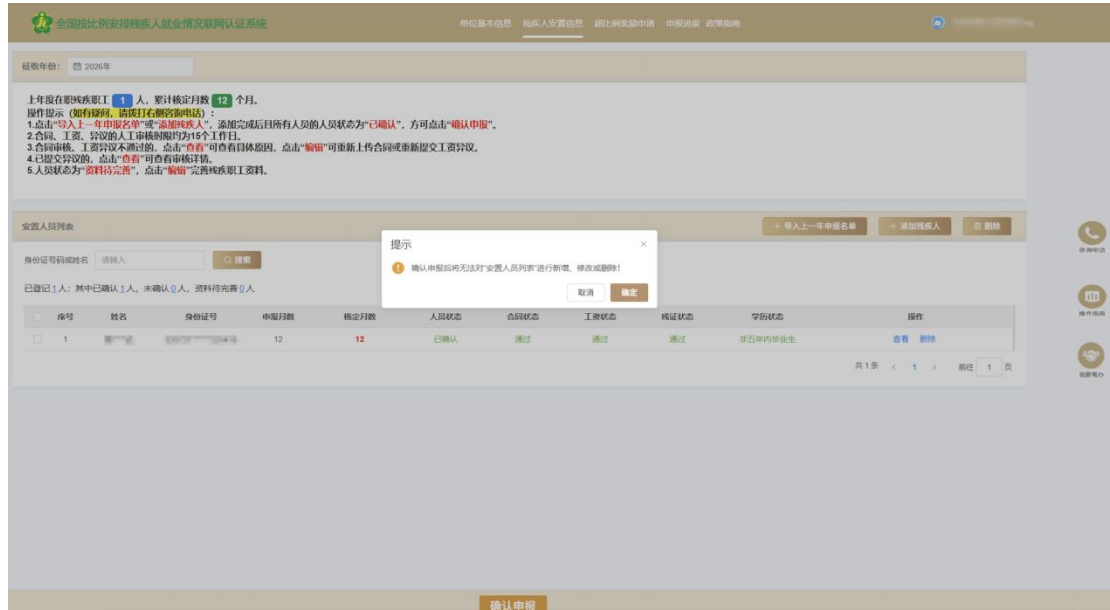 全国按比例安排残疾人就业情况联网认证系统
单位基本信息 残疾人安置信息 超比例奖励申请 申报进度 政策指南
征收年份： 2026年
上年度在职残疾职工 1 人，累计核定月数 12 个月。
操作提示（如有疑问，请拨打右侧咨询电话）：
1.点击“导入上一年申报名单”或“添加残疾人”，添加完成后且所有人员的人员状态为“已确认”，方可点击“确认申报”。
2.合同、工资、异议的人工审核时限均为15个工作日。
3.合同审核、工资异议不通过的，点击“查看”可查看具体原因，点击“编辑”可重新上传合同或重新提交工资异议。
4.已提交异议的，点击“查看”可查看审核详情。
5.人员状态为“资料待完善”，点击“编辑”完善残疾职工资料。
安置人员列表
+ 导入上一年申报名单 + 添加残疾人 删除
咨询电话
提示 ×
身份证号码或姓名 请输入 搜索
确认申报后将无法对“安置人员列表”进行新增、修改或删除！
已登记1人：其中已确认1人，未确认0人，资料待完善0人
取消 确定
操作指南
序号 姓名 身份证号 申报月数 核定月数 人员状态 合同状态 工资状态 残证状态 学历状态 操作
1 12 12 已确认 通过 通过 通过 非五年内毕业生 查看 删除
共1条 < 1 > 前往 1 页
我要帮办
确认申报